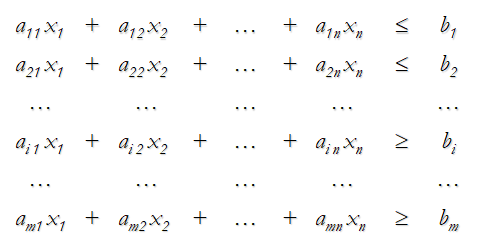 a₁₁x₁ + a₁₂x₂ + ... + a₁ₙxₙ ≤ b₁
a₂₁x₁ + a₂₂x₂ + ... + a₂ₙxₙ ≤ b₂
... ... ... ... ...
aᵢ₁x₁ + aᵢ₂x₂ + ... + aᵢₙxₙ ≥ bᵢ
... ... ... ... ...
aₘ₁x₁ + aₘ₂x₂ + ... + aₘₙxₙ ≥ bₘ